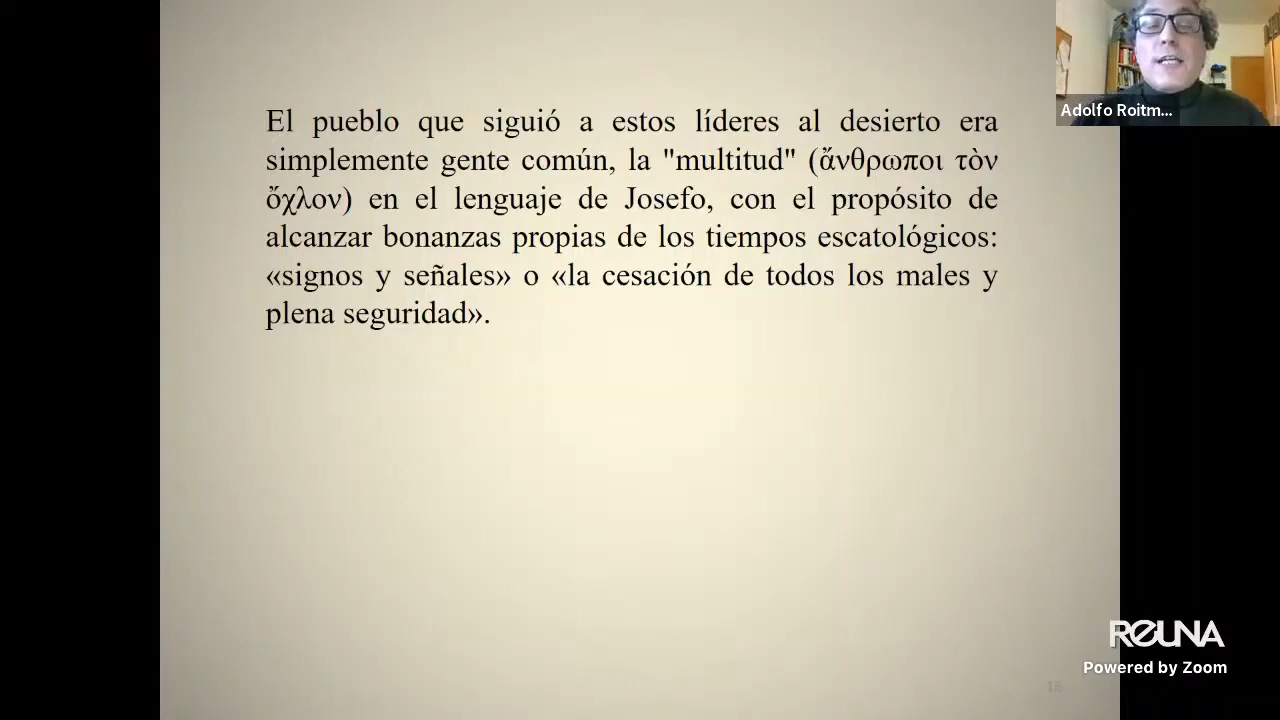 El pueblo que siguió a estos líderes al desierto era
simplemente gente común, la "multitud" (ἄνθρωποι τὸν
ὄχλον) en el lenguaje de Josefo, con el propósito de
alcanzar bonanzas propias de los tiempos escatológicos:
«signos y señales» o «la cesación de todos los males y
plena seguridad».
Adolfo Roitm...
REUNA
Powered by Zoom